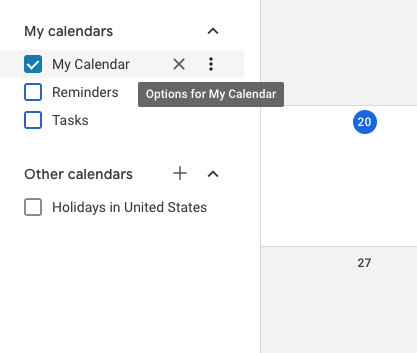 My calendars
My Calendar
Options for My Calendar
Reminders
Tasks
Other calendars
Holidays in United States
20
27